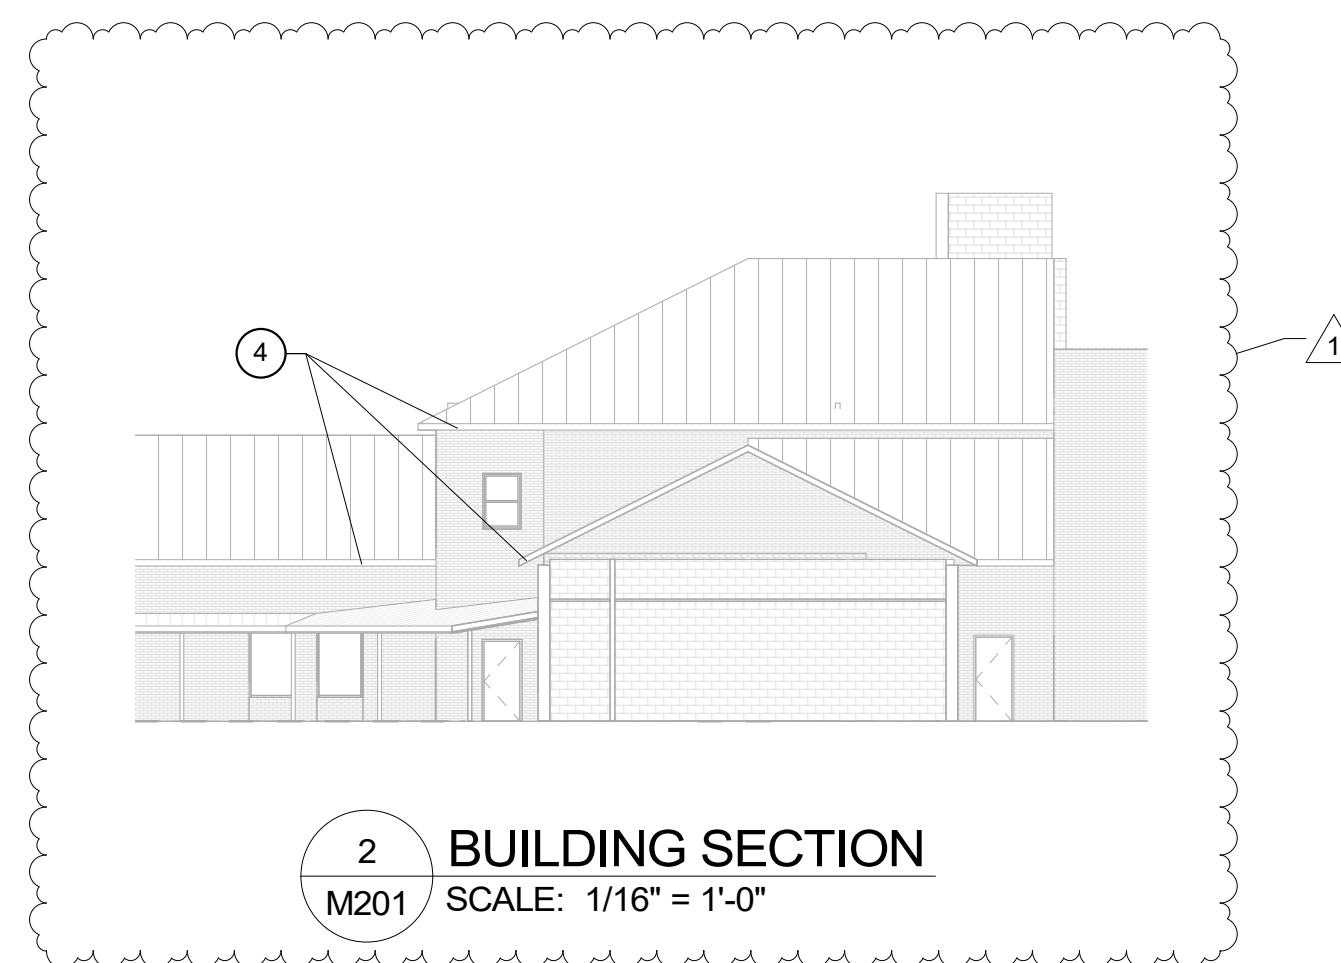 4
1
2
BUILDING SECTION
M201
SCALE: 1/16" = 1'-0"